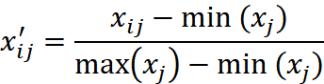 x′ᵢⱼ = (xᵢⱼ − min (xⱼ)) / (max(xⱼ) − min (xⱼ))